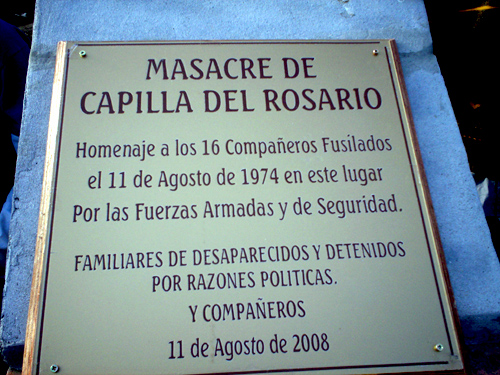 MASACRE DE
CAPILLA DEL ROSARIO
Homenaje a los 16 Compañeros Fusílados
el 11 de Agosto de 1974 en este lugar
Por las Fuerzas Armadas y de Seguridad.
FAMILIARES DE DESAPARECIDOS Y DETENIDOS
POR RAZONES POLITICAS.
Y COMPAÑEROS
11 de Agosto de 2008